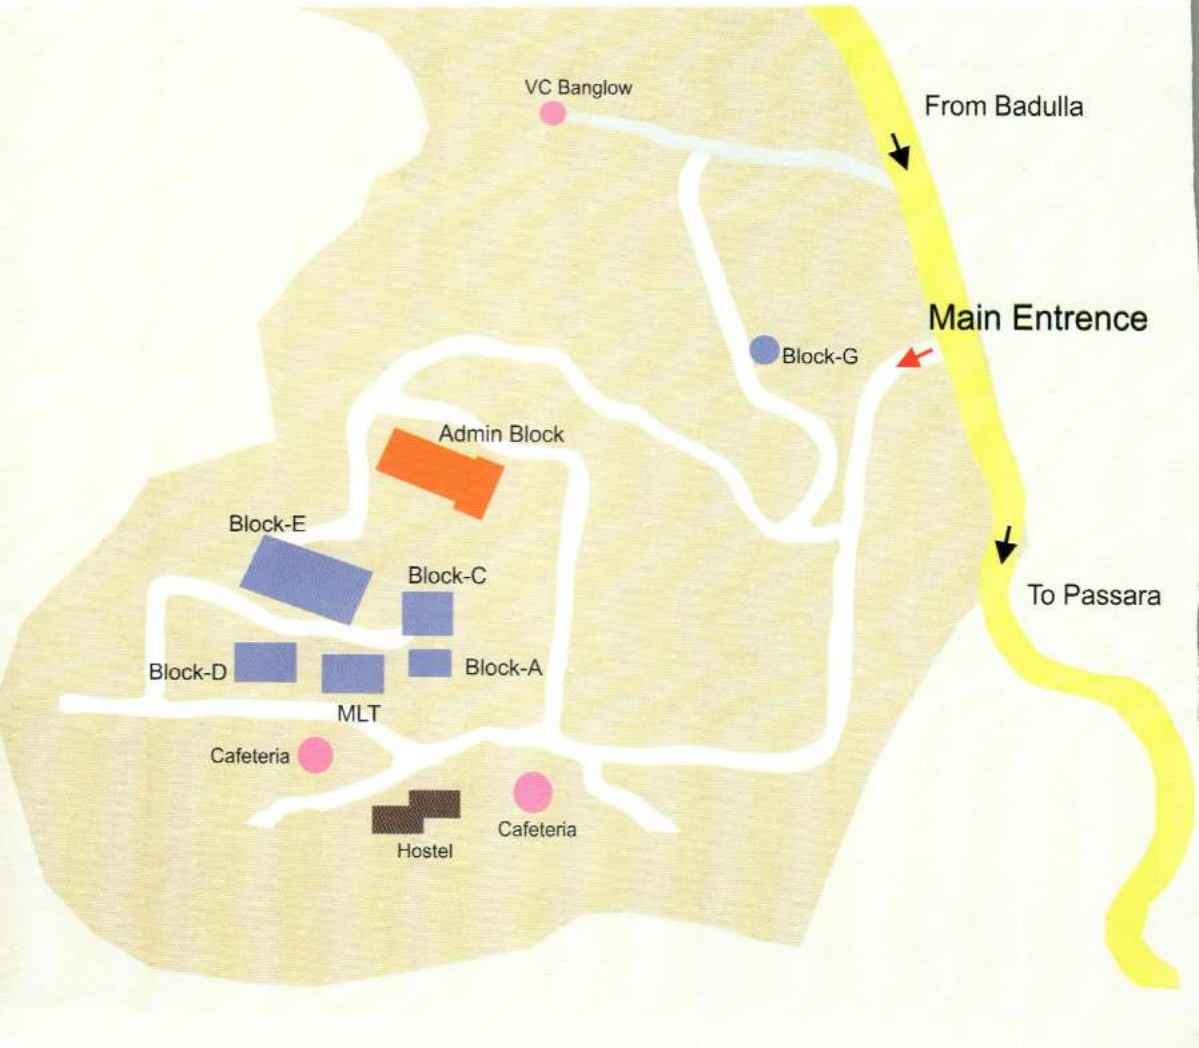 VC Banglow
From Badulla
Main Entrence
Block-G
Admin Block
Block-E
Block-C
To Passara
Block-D
Block-A
MLT
Cafeteria
Cafeteria
Hostel